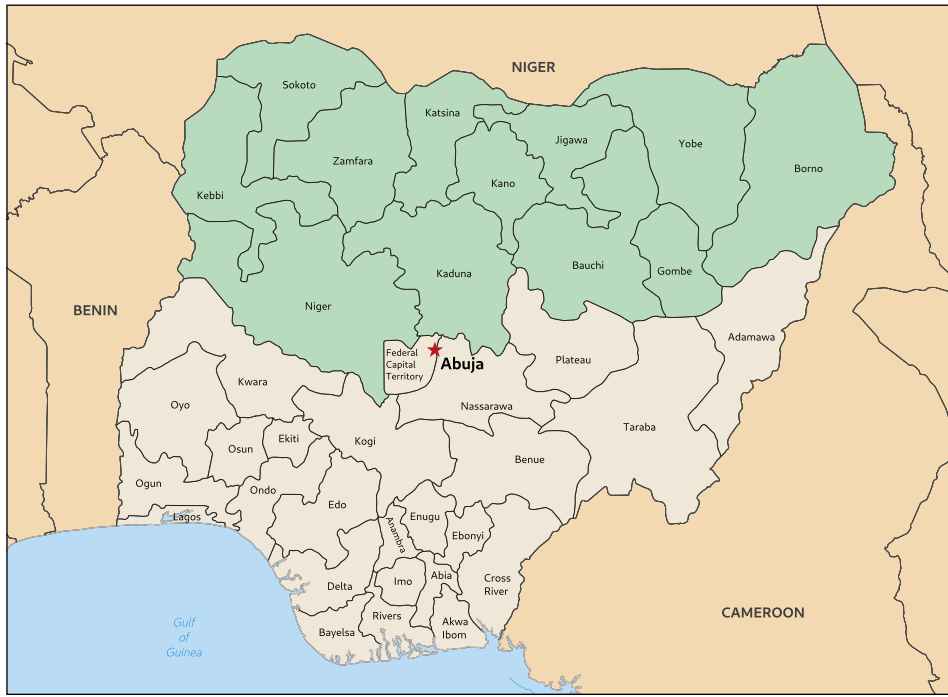 NIGER
Sokoto
Katsina
Jigawa
Yobe
Zamfara
Borno
Kano
Kebbi
Bauchi
Gombe
Kaduna
Niger
BENIN
Adamawa
Federal
Capital
Territory
Abuja
Plateau
Kwara
Oyo
Nassarawa
Taraba
Ekiti
Kogi
Osun
Benue
Ogun
Ondo
Edo
Lagos
Enugu
Anambra
Ebonyi
Delta
Imo
Abia
Cross
River
Rivers
Akwa
Ibom
Bayelsa
CAMEROON
Gulf
of
Guinea